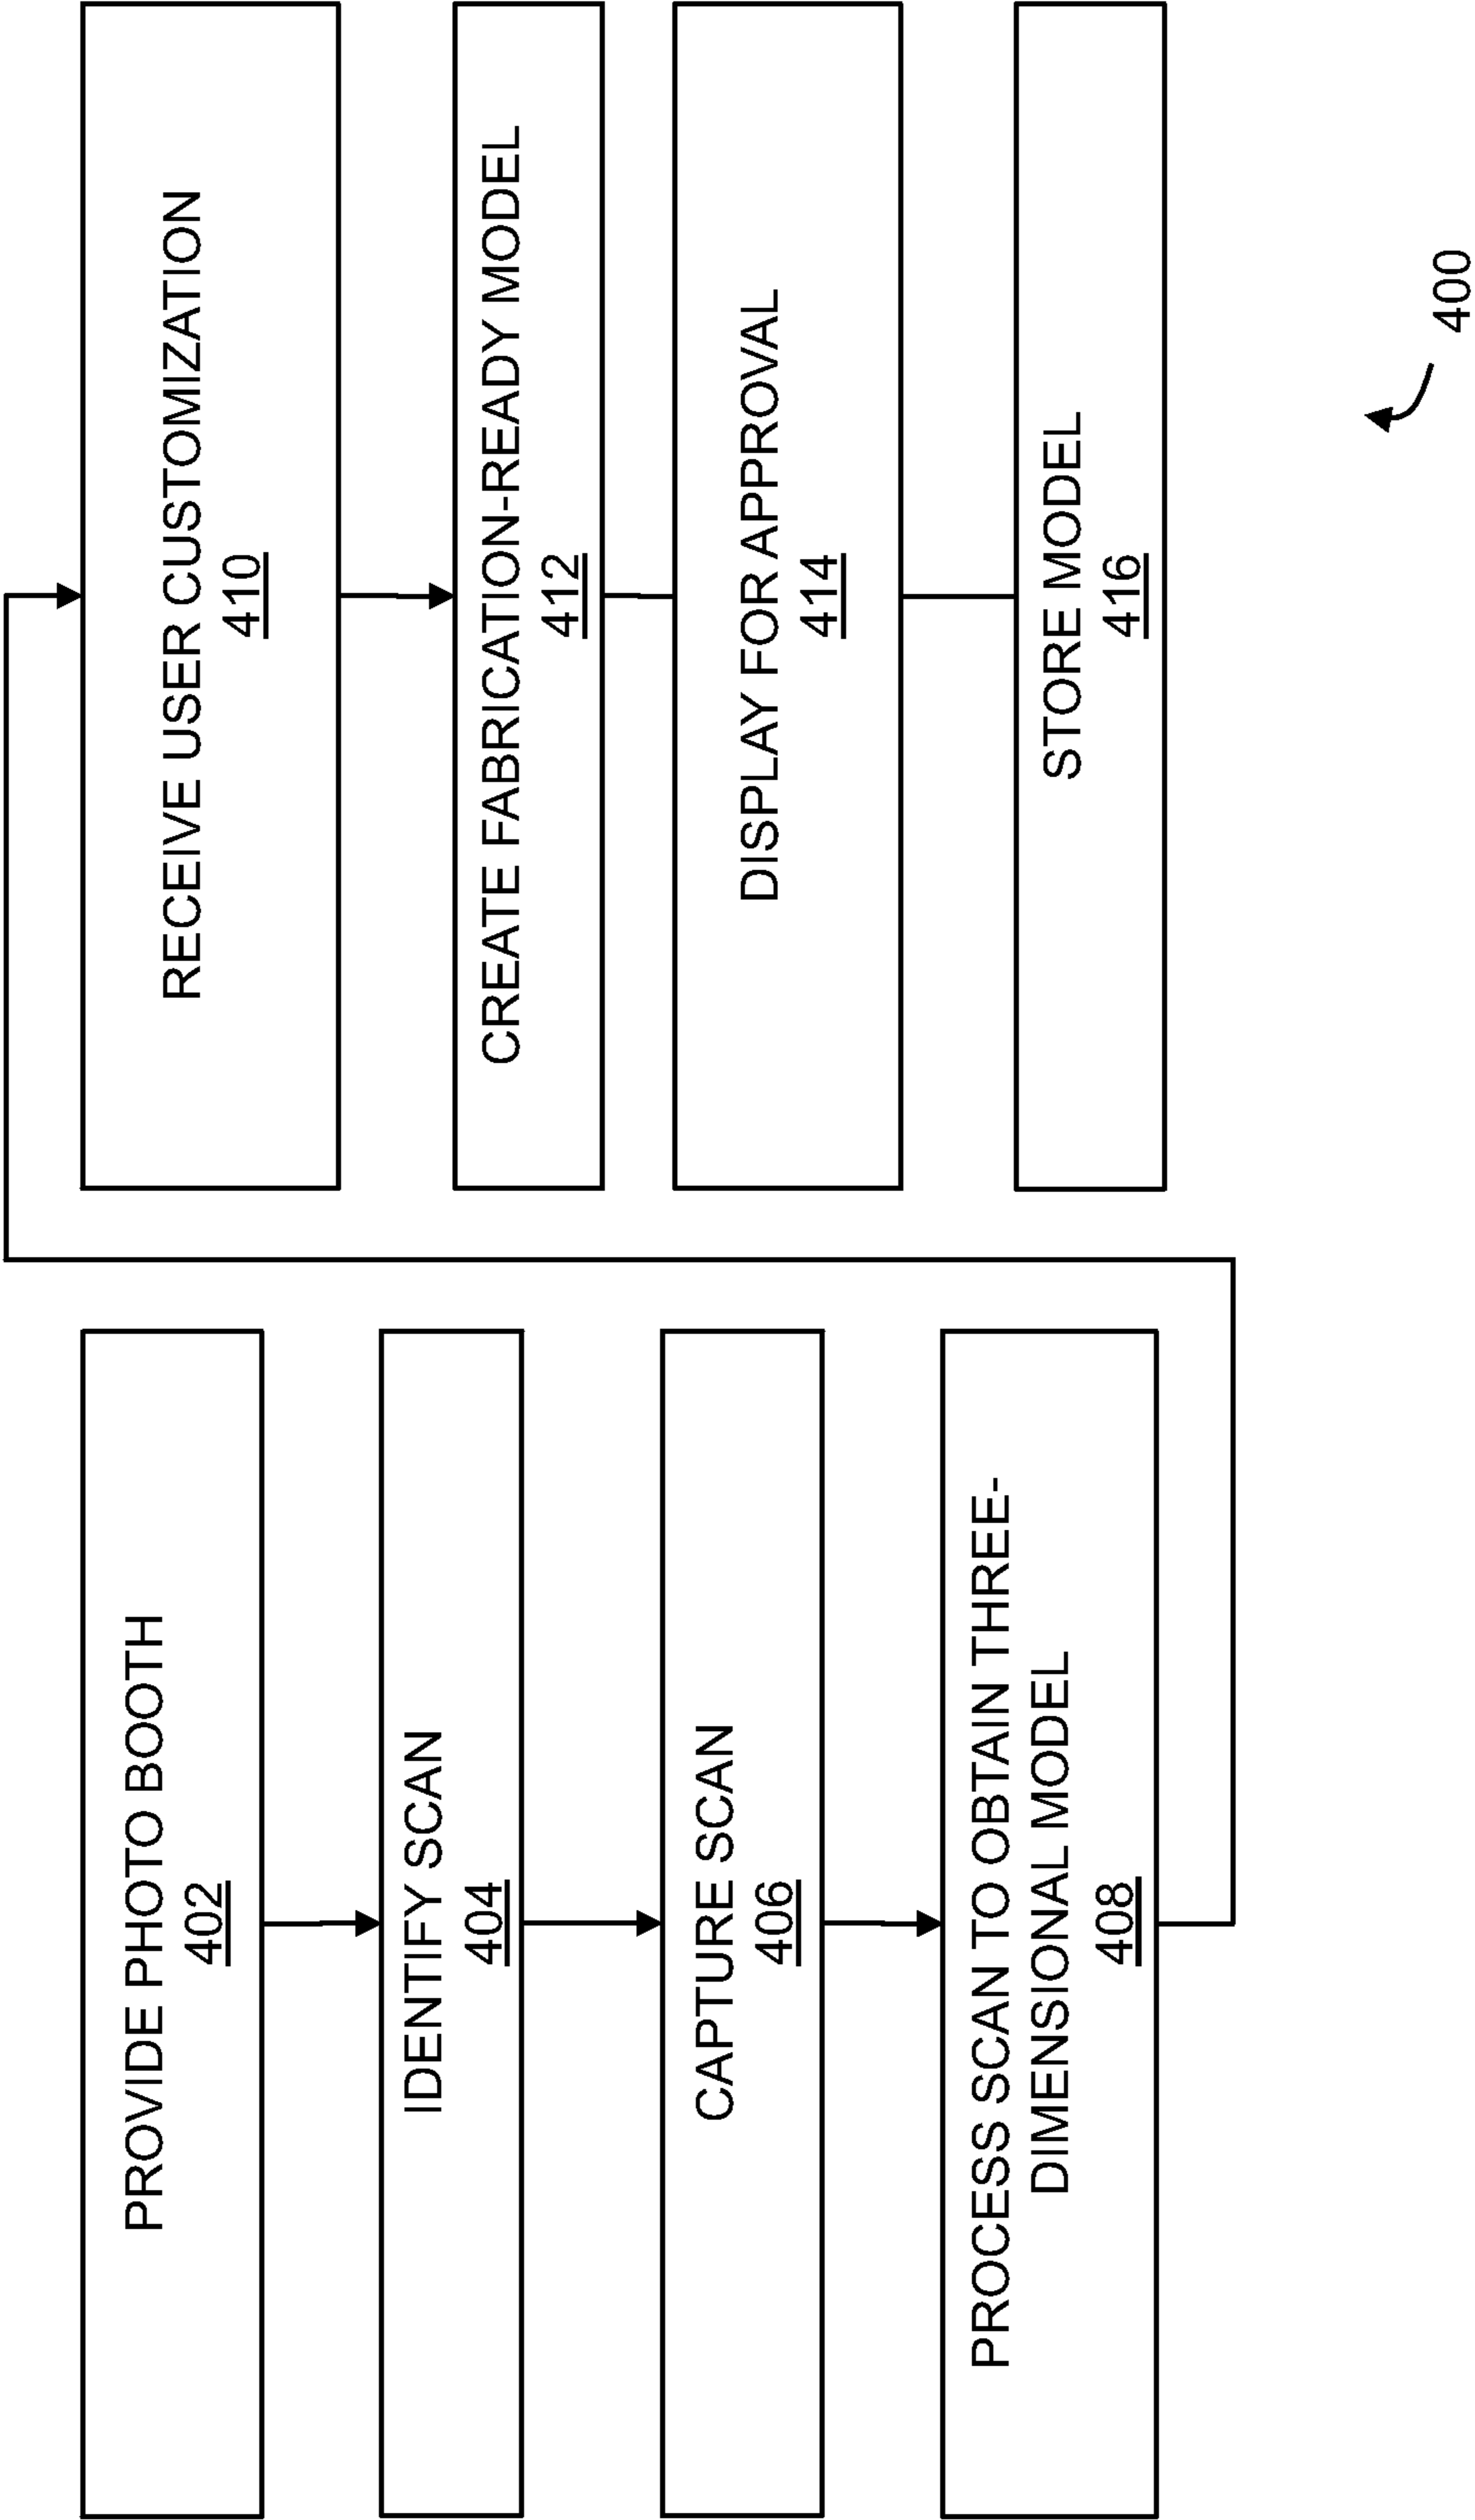 PROVIDE PHOTO BOOTH
402
IDENTIFY SCAN
404
CAPTURE SCAN
406
PROCESS SCAN TO OBTAIN THREE-
DIMENSIONAL MODEL
408
RECEIVE USER CUSTOMIZATION
410
CREATE FABRICATION-READY MODEL
412
DISPLAY FOR APPROVAL
414
STORE MODEL
416
400